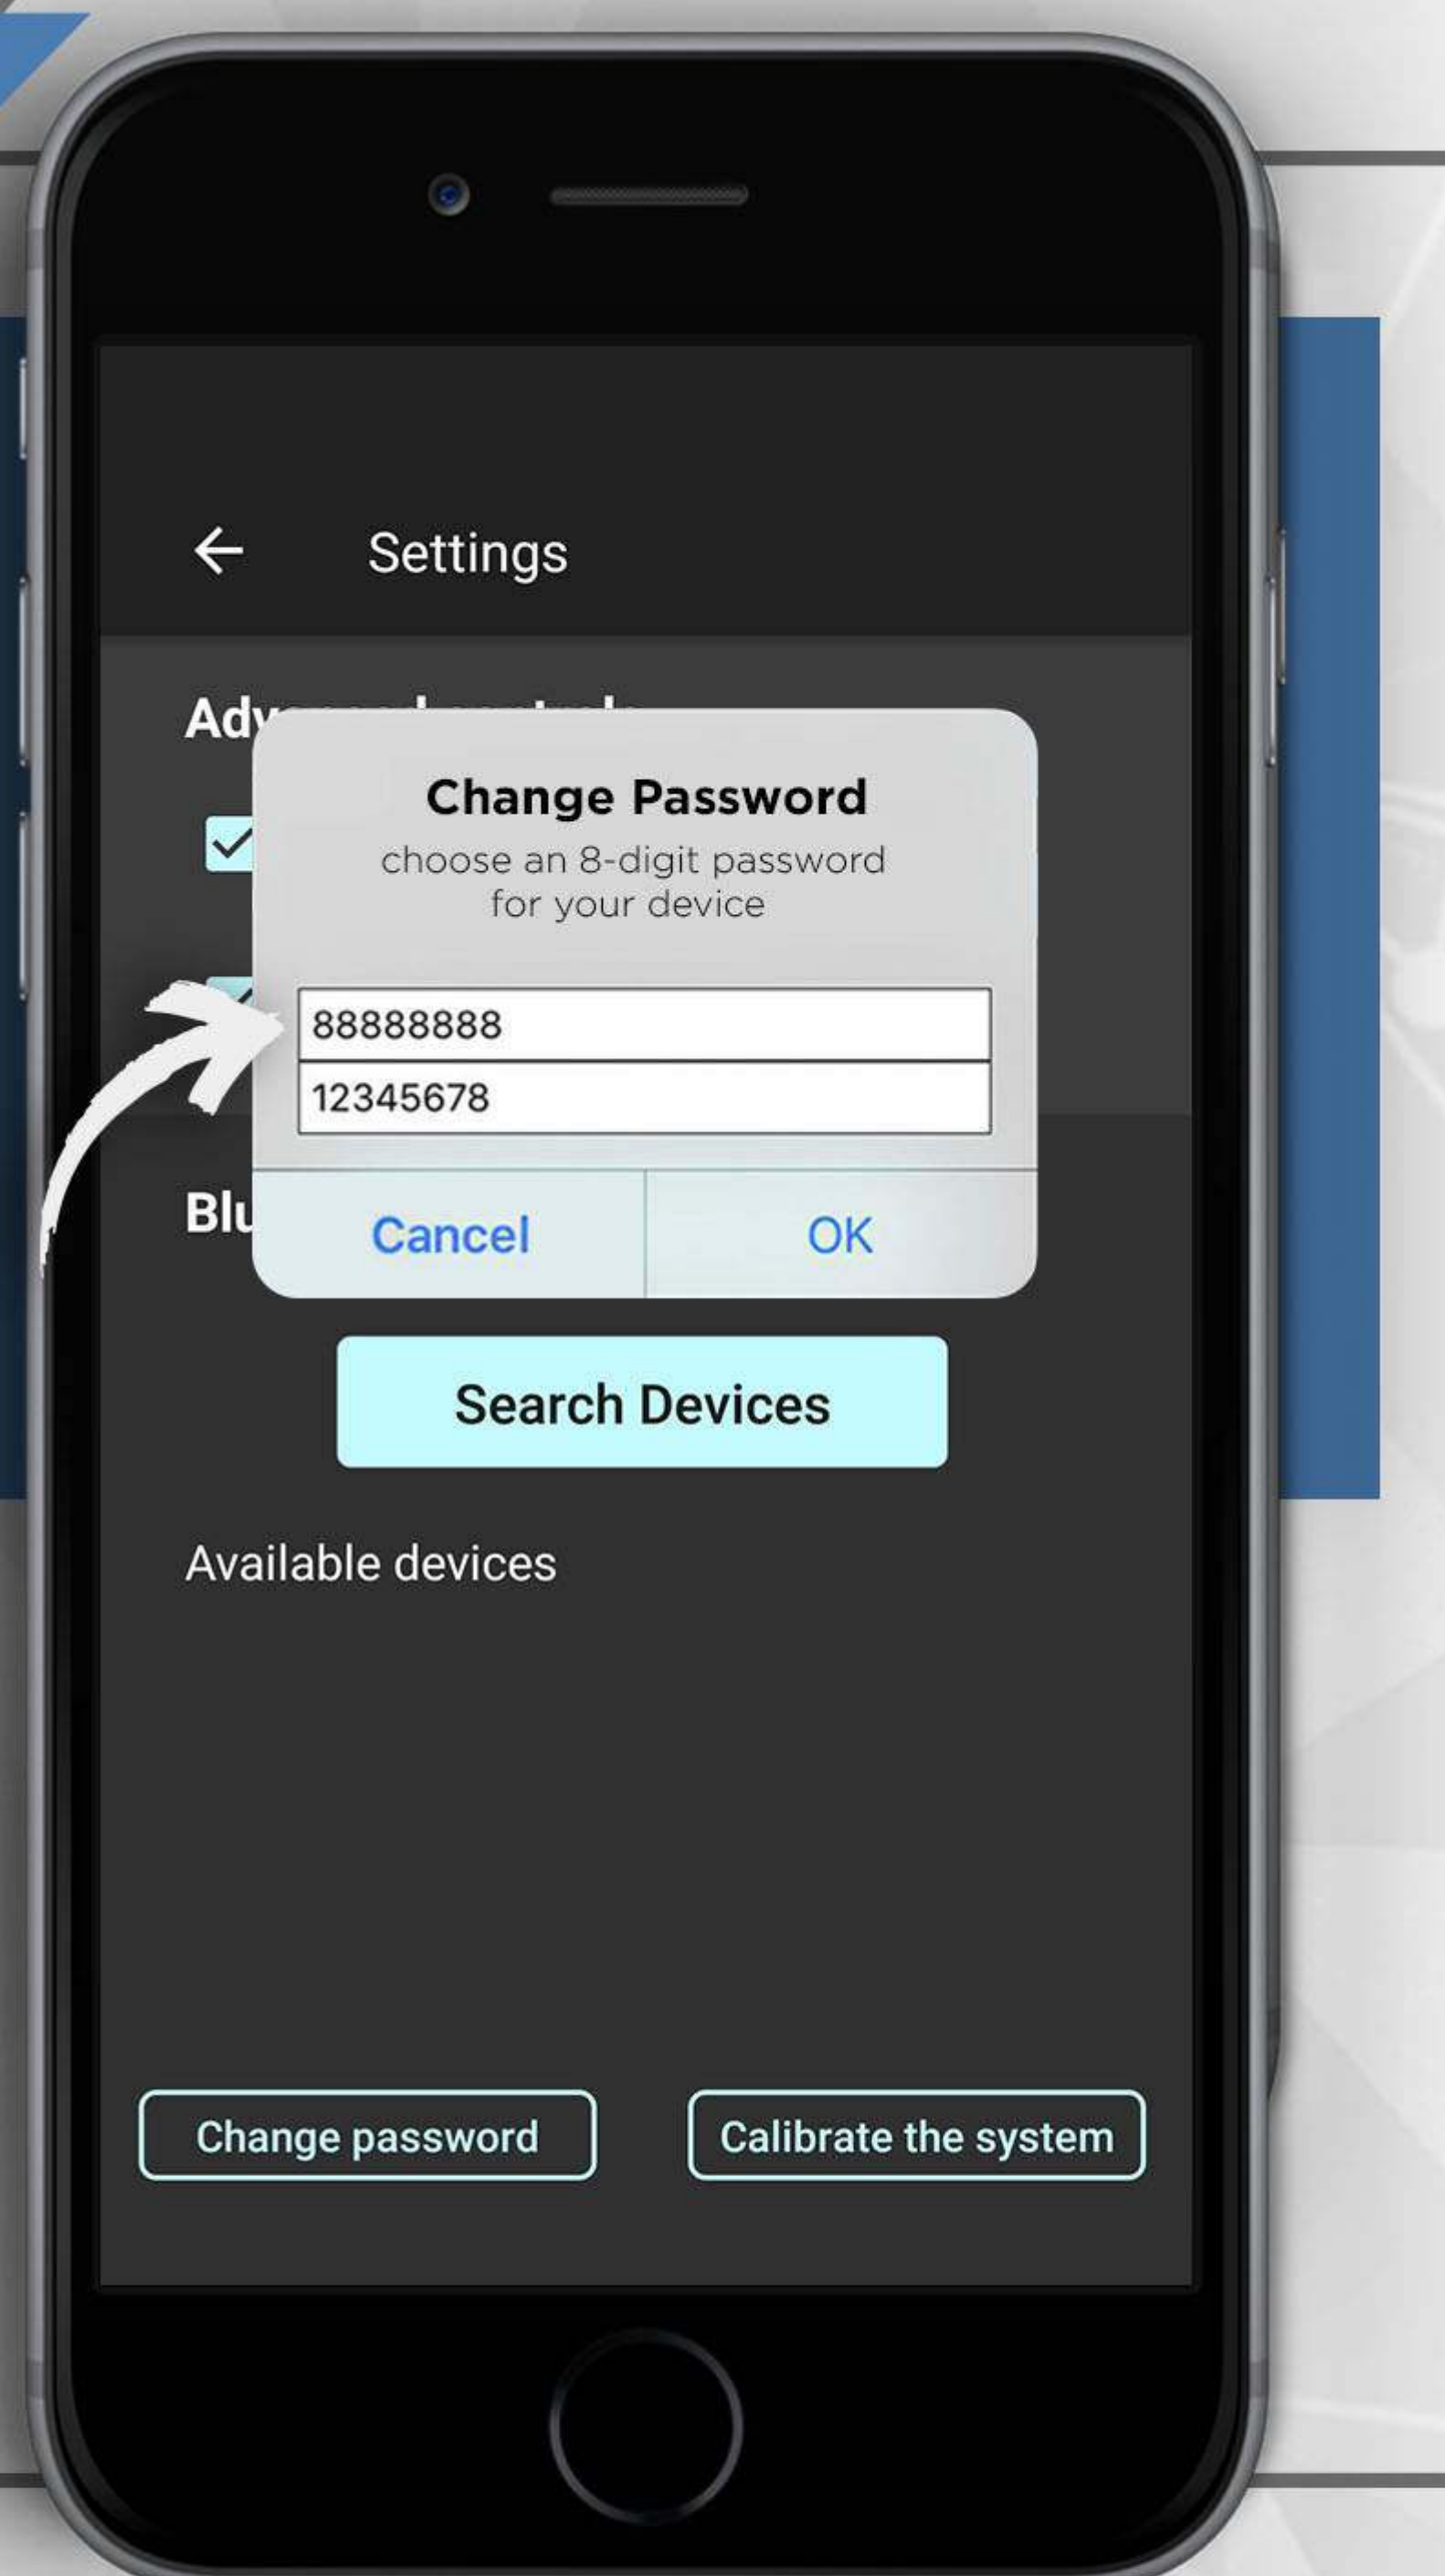 Settings
Change Password
choose an 8-digit password
for your device
88888888
12345678
Cancel
OK
Search Devices
Available devices
Change password
Calibrate the system